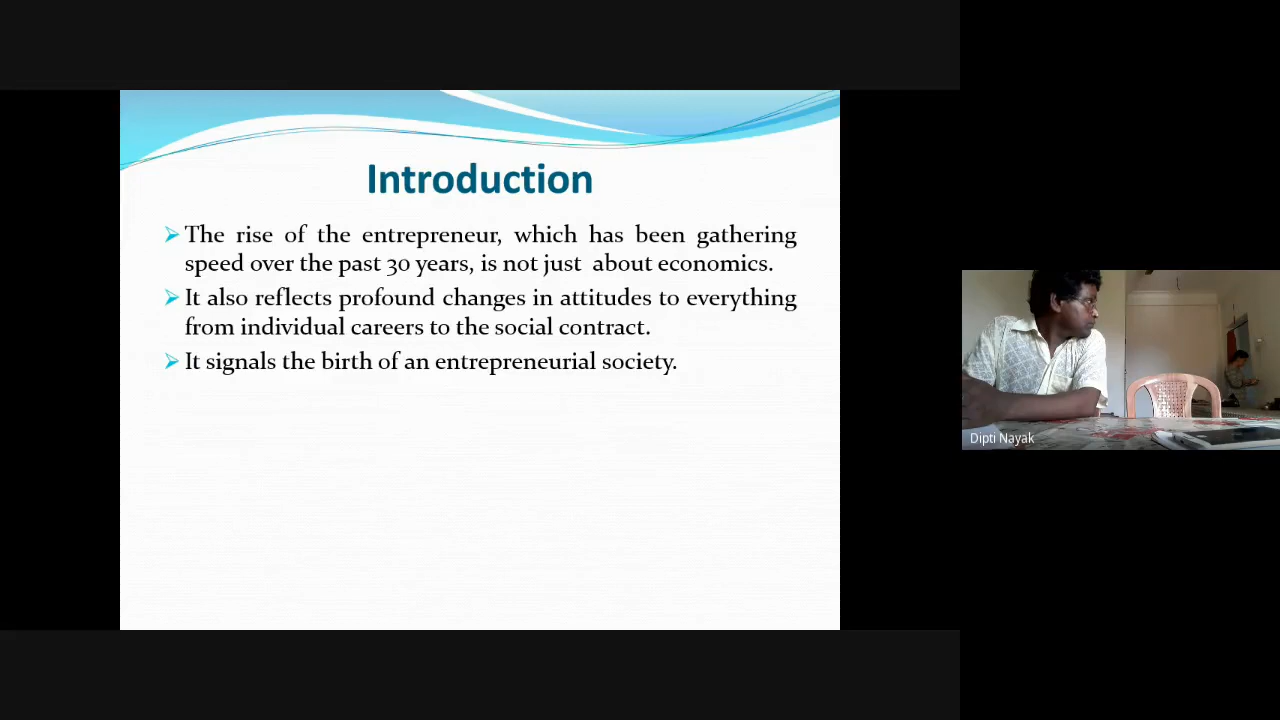 Introduction
The rise of the entrepreneur, which has been gathering
speed over the past 30 years, is not just about economics.
It also reflects profound changes in attitudes to everything
from individual careers to the social contract.
It signals the birth of an entrepreneurial society.
Dipti Nayak